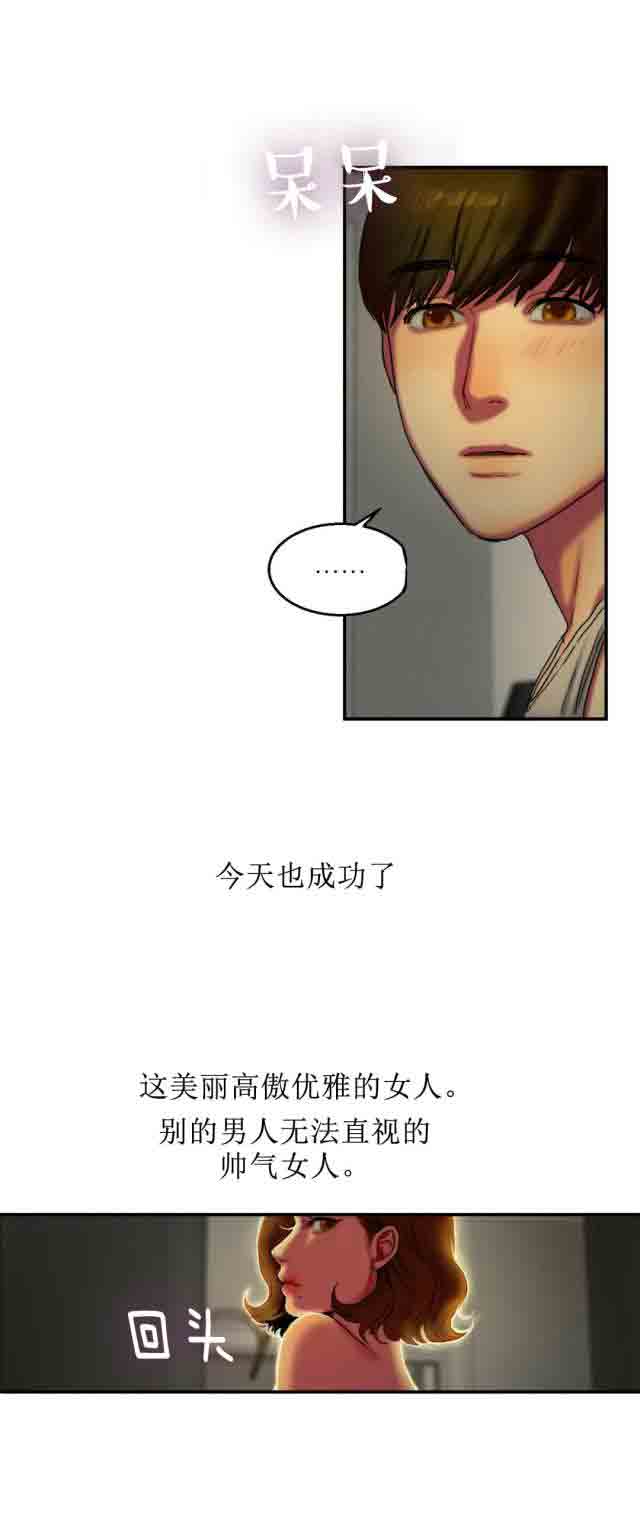 呆呆
……
今天也成功了
这美丽高傲优雅的女人。
别的男人无法直视的
帅气女人。
回头